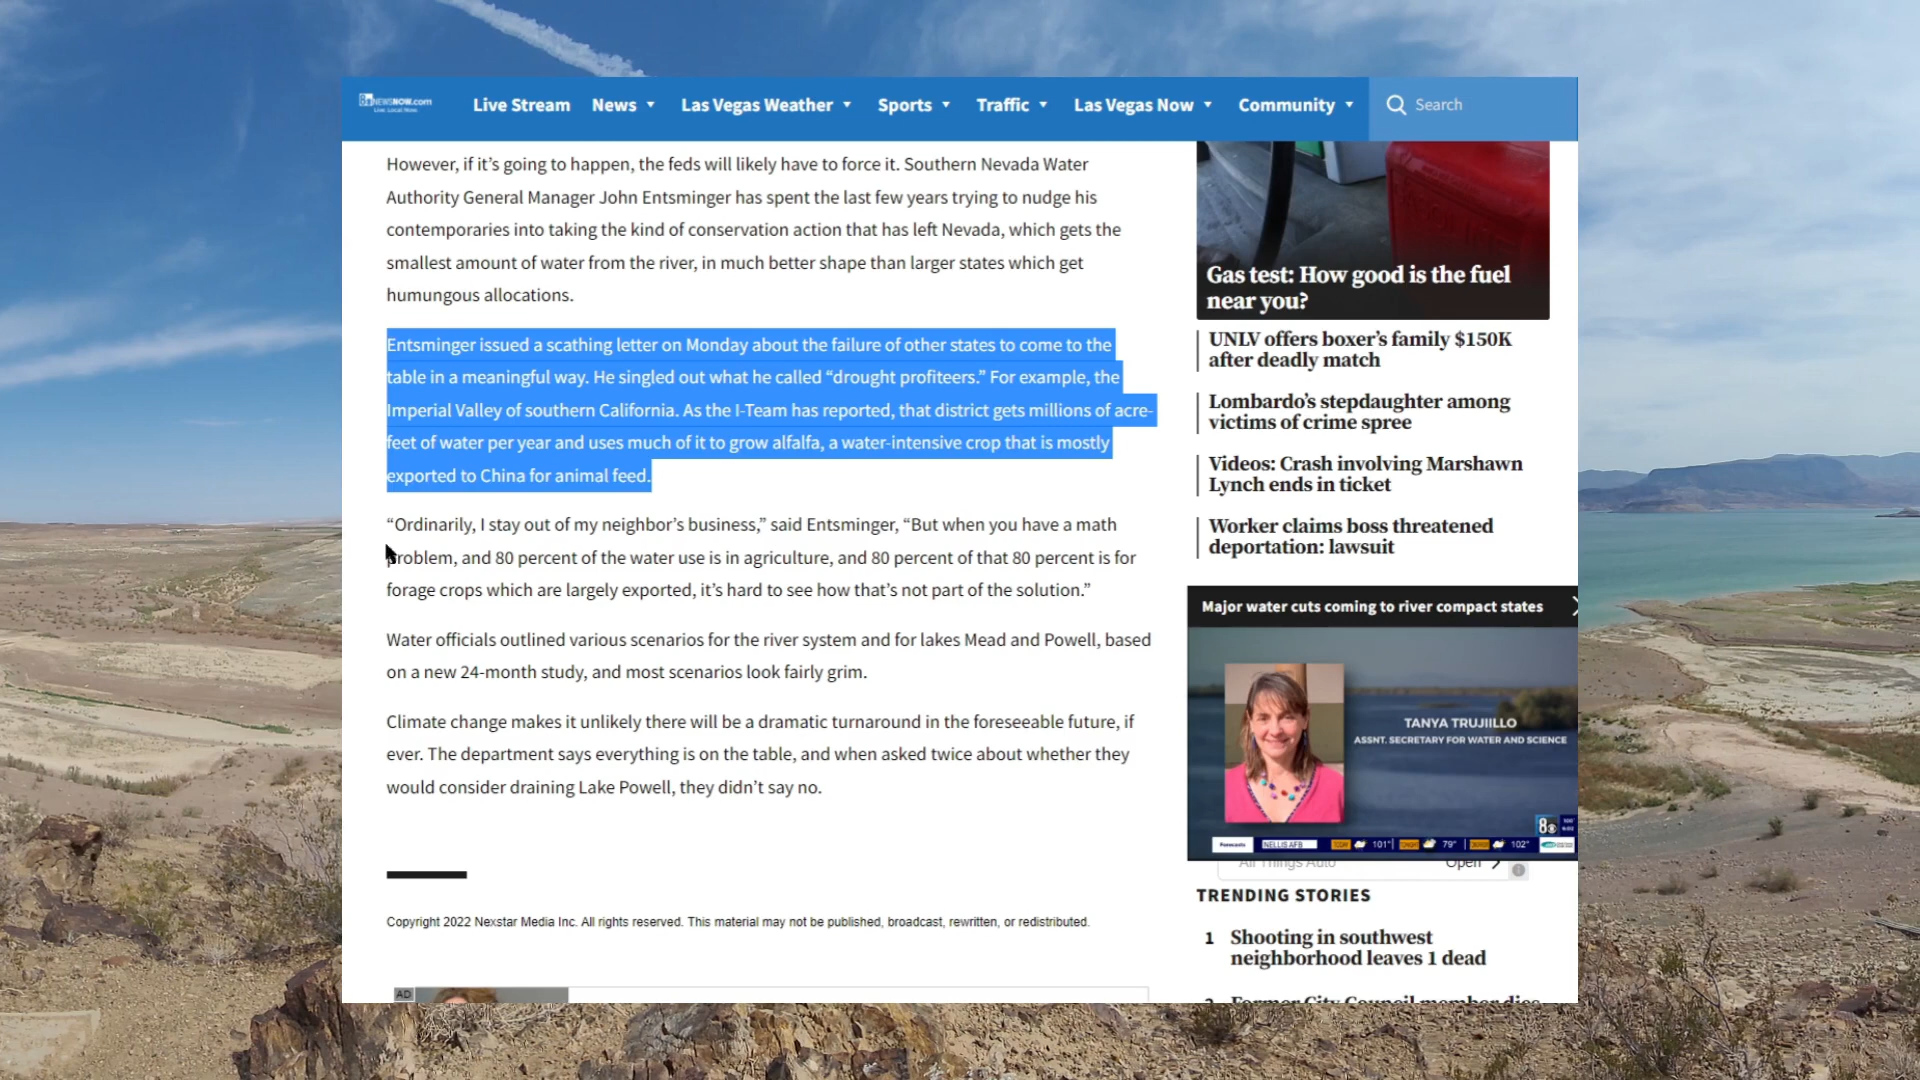 8NEWSNOW.com
Live Stream
News
Las Vegas Weather
Sports
Traffic
Las Vegas Now
Community
Search
However, if it’s going to happen, the feds will likely have to force it. Southern Nevada Water
Authority General Manager John Entsminger has spent the last few years trying to nudge his
contemporaries into taking the kind of conservation action that has left Nevada, which gets the
smallest amount of water from the river, in much better shape than larger states which get
humungous allocations.
Entsminger issued a scathing letter on Monday about the failure of other states to come to the
table in a meaningful way. He singled out what he called “drought profiteers.” For example, the
Imperial Valley of southern California. As the I-Team has reported, that district gets millions of acre-
feet of water per year and uses much of it to grow alfalfa, a water-intensive crop that is mostly
exported to China for animal feed.
“Ordinarily, I stay out of my neighbor’s business,” said Entsminger, “But when you have a math
problem, and 80 percent of the water use is in agriculture, and 80 percent of that 80 percent is for
forage crops which are largely exported, it’s hard to see how that’s not part of the solution.”
Water officials outlined various scenarios for the river system and for lakes Mead and Powell, based
on a new 24-month study, and most scenarios look fairly grim.
Climate change makes it unlikely there will be a dramatic turnaround in the foreseeable future, if
ever. The department says everything is on the table, and when asked twice about whether they
would consider draining Lake Powell, they didn’t say no.
Copyright 2022 Nexstar Media Inc. All rights reserved. This material may not be published, broadcast, rewritten, or redistributed.
AD
Gas test: How good is the fuel
near you?
UNLV offers boxer’s family $150K
after deadly match
Lombardo’s stepdaughter among
victims of crime spree
Videos: Crash involving Marshawn
Lynch ends in ticket
Worker claims boss threatened
deportation: lawsuit
Major water cuts coming to river compact states
TANYA TRUJIILLO
ASSNT. SECRETARY FOR WATER AND SCIENCE
8
Forecasts NELLIS AFB TODAY 101° 79° 102°
All Things Auto Open
TRENDING STORIES
1 Shooting in southwest
neighborhood leaves 1 dead
Former City Council member dies